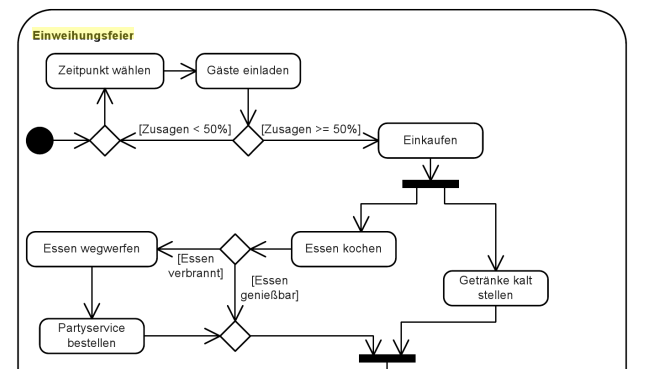 Einweihungsfeier
Zeitpunkt wählen
Gäste einladen
[Zusagen < 50%]
[Zusagen >= 50%]
Einkaufen
Essen wegwerfen
[Essen
verbrannt]
Essen kochen
[Essen
genießbar]
Getränke kalt
stellen
Partyservice
bestellen